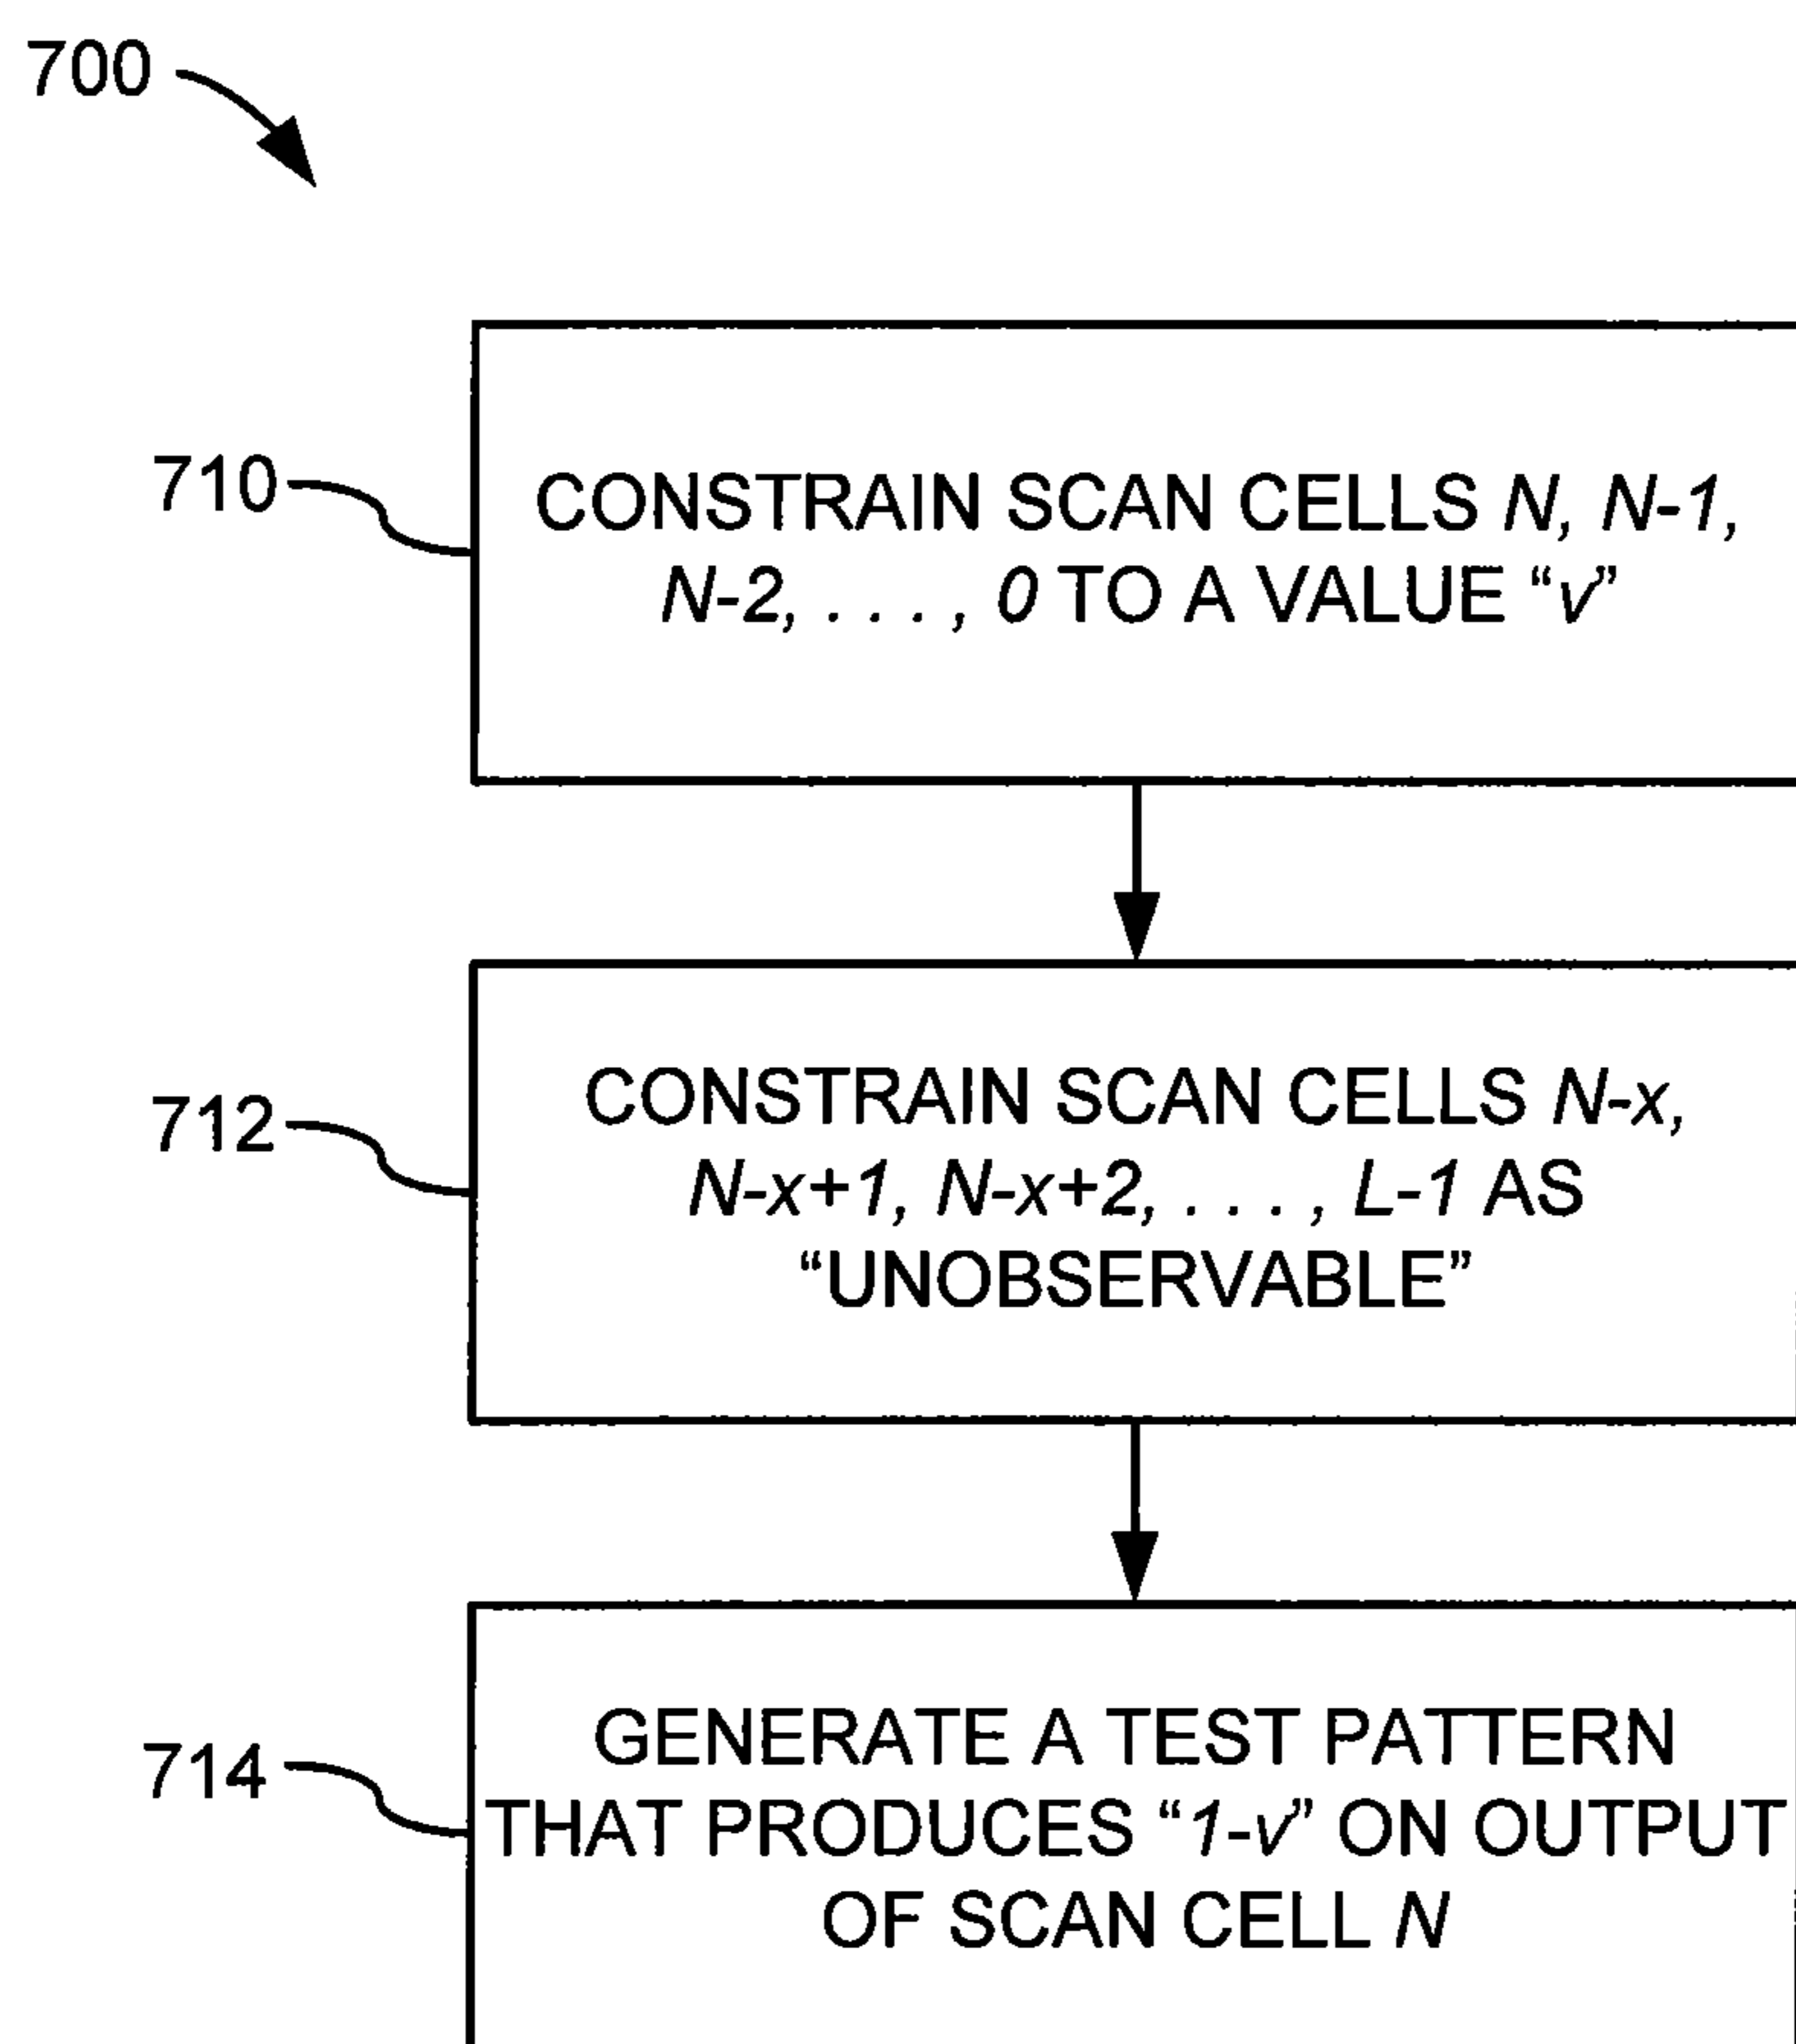 700
710
CONSTRAIN SCAN CELLS N, N-1,
N-2, . . . , 0 TO A VALUE “v”
712
CONSTRAIN SCAN CELLS N-x,
N-x+1, N-x+2, . . . , L-1 AS
“UNOBSERVABLE”
714
GENERATE A TEST PATTERN
THAT PRODUCES “1-v” ON OUTPUT
OF SCAN CELL N